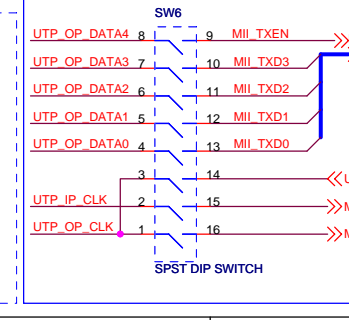 SW6
UTP_OP_DATA4 8 9 MII_TXEN
UTP_OP_DATA3 7 10 MII_TXD3
UTP_OP_DATA2 6 11 MII_TXD2
UTP_OP_DATA1 5 12 MII_TXD1
UTP_OP_DATA0 4 13 MII_TXD0
3 14
UTP_IP_CLK 2 15
UTP_OP_CLK 1 16
SPST DIP SWITCH